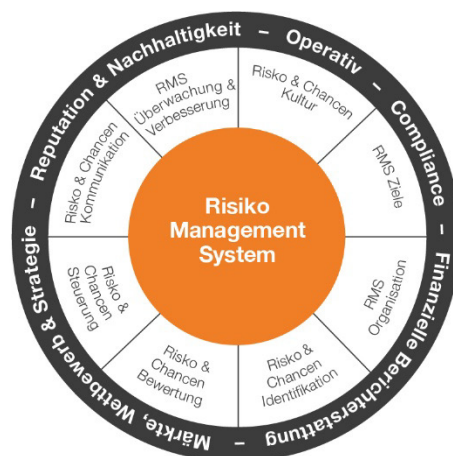 Reputation & Nachhaltigkeit – Operativ – Compliance – Finanzielle Berichterstattung – Märkte, Wettbewerb & Strategie –
Risiko
Management
System
Risiko & Chancen
Kultur
RMS Ziele
RMS
Organisation
Risiko &
Chancen
Identifikation
Risiko &
Chancen
Bewertung
Risiko &
Chancen
Steuerung
Risiko & Chancen
Kommunikation
RMS
Überwachung &
Verbesserung